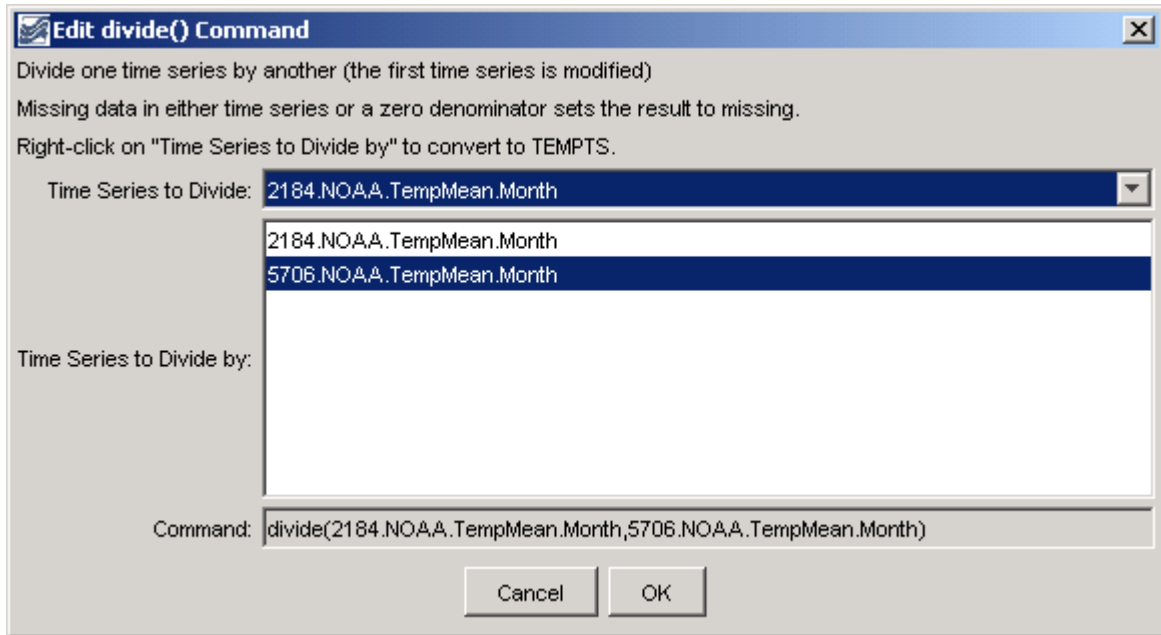 Edit divide() Command
Divide one time series by another (the first time series is modified)
Missing data in either time series or a zero denominator sets the result to missing.
Right-click on "Time Series to Divide by" to convert to TEMPTS.
Time Series to Divide: 2184.NOAA.TempMean.Month
2184.NOAA.TempMean.Month
5706.NOAA.TempMean.Month
Time Series to Divide by:
Command: divide(2184.NOAA.TempMean.Month,5706.NOAA.TempMean.Month)
Cancel OK